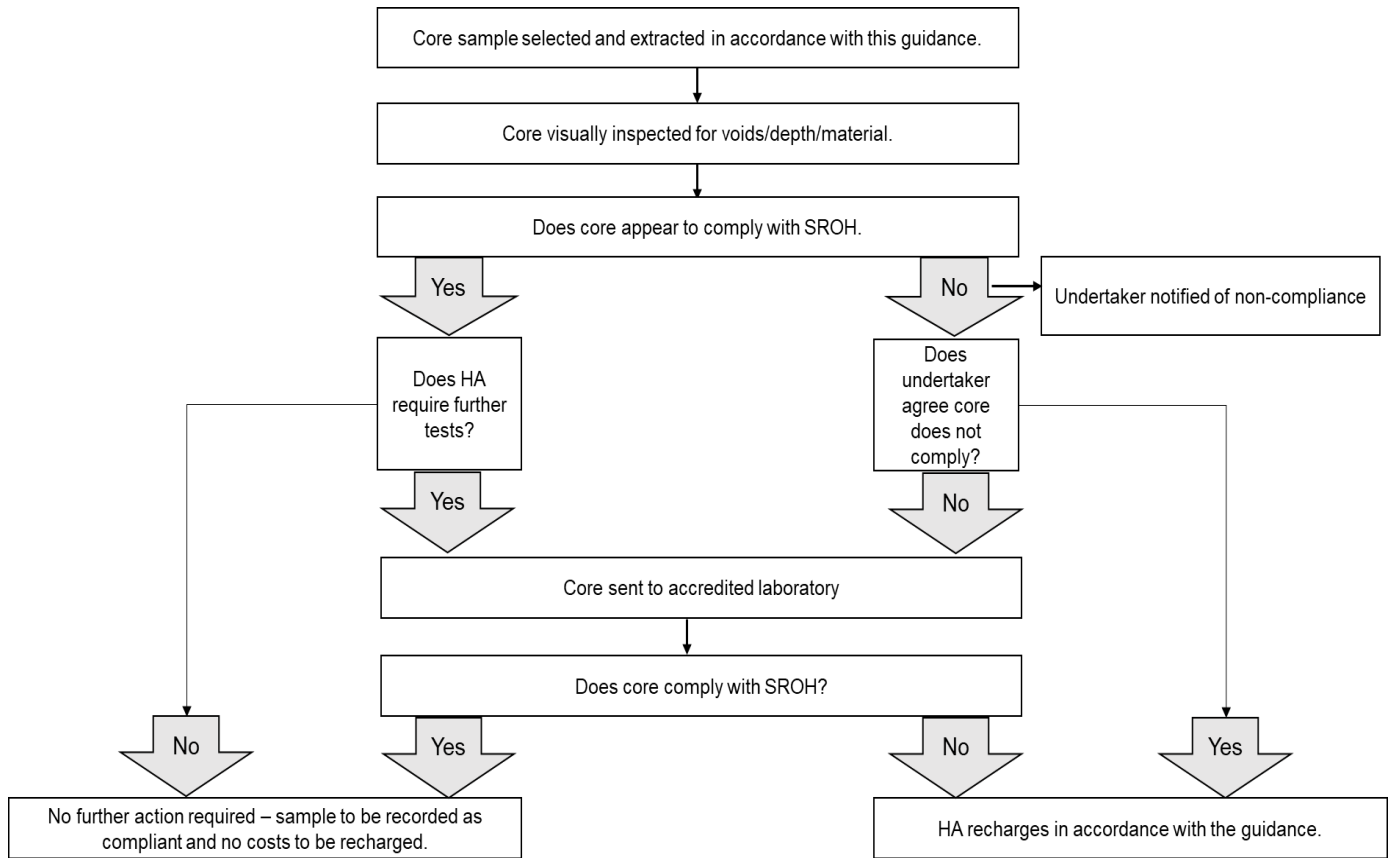 Core sample selected and extracted in accordance with this guidance.
Core visually inspected for voids/depth/material.
Does core appear to comply with SROH.
Yes
No
Undertaker notified of non-compliance
Does HA
require further
tests?
Does
undertaker
agree core
does not
comply?
Yes
No
Core sent to accredited laboratory
Does core comply with SROH?
No
Yes
No
Yes
No further action required – sample to be recorded as
compliant and no costs to be recharged.
HA recharges in accordance with the guidance.